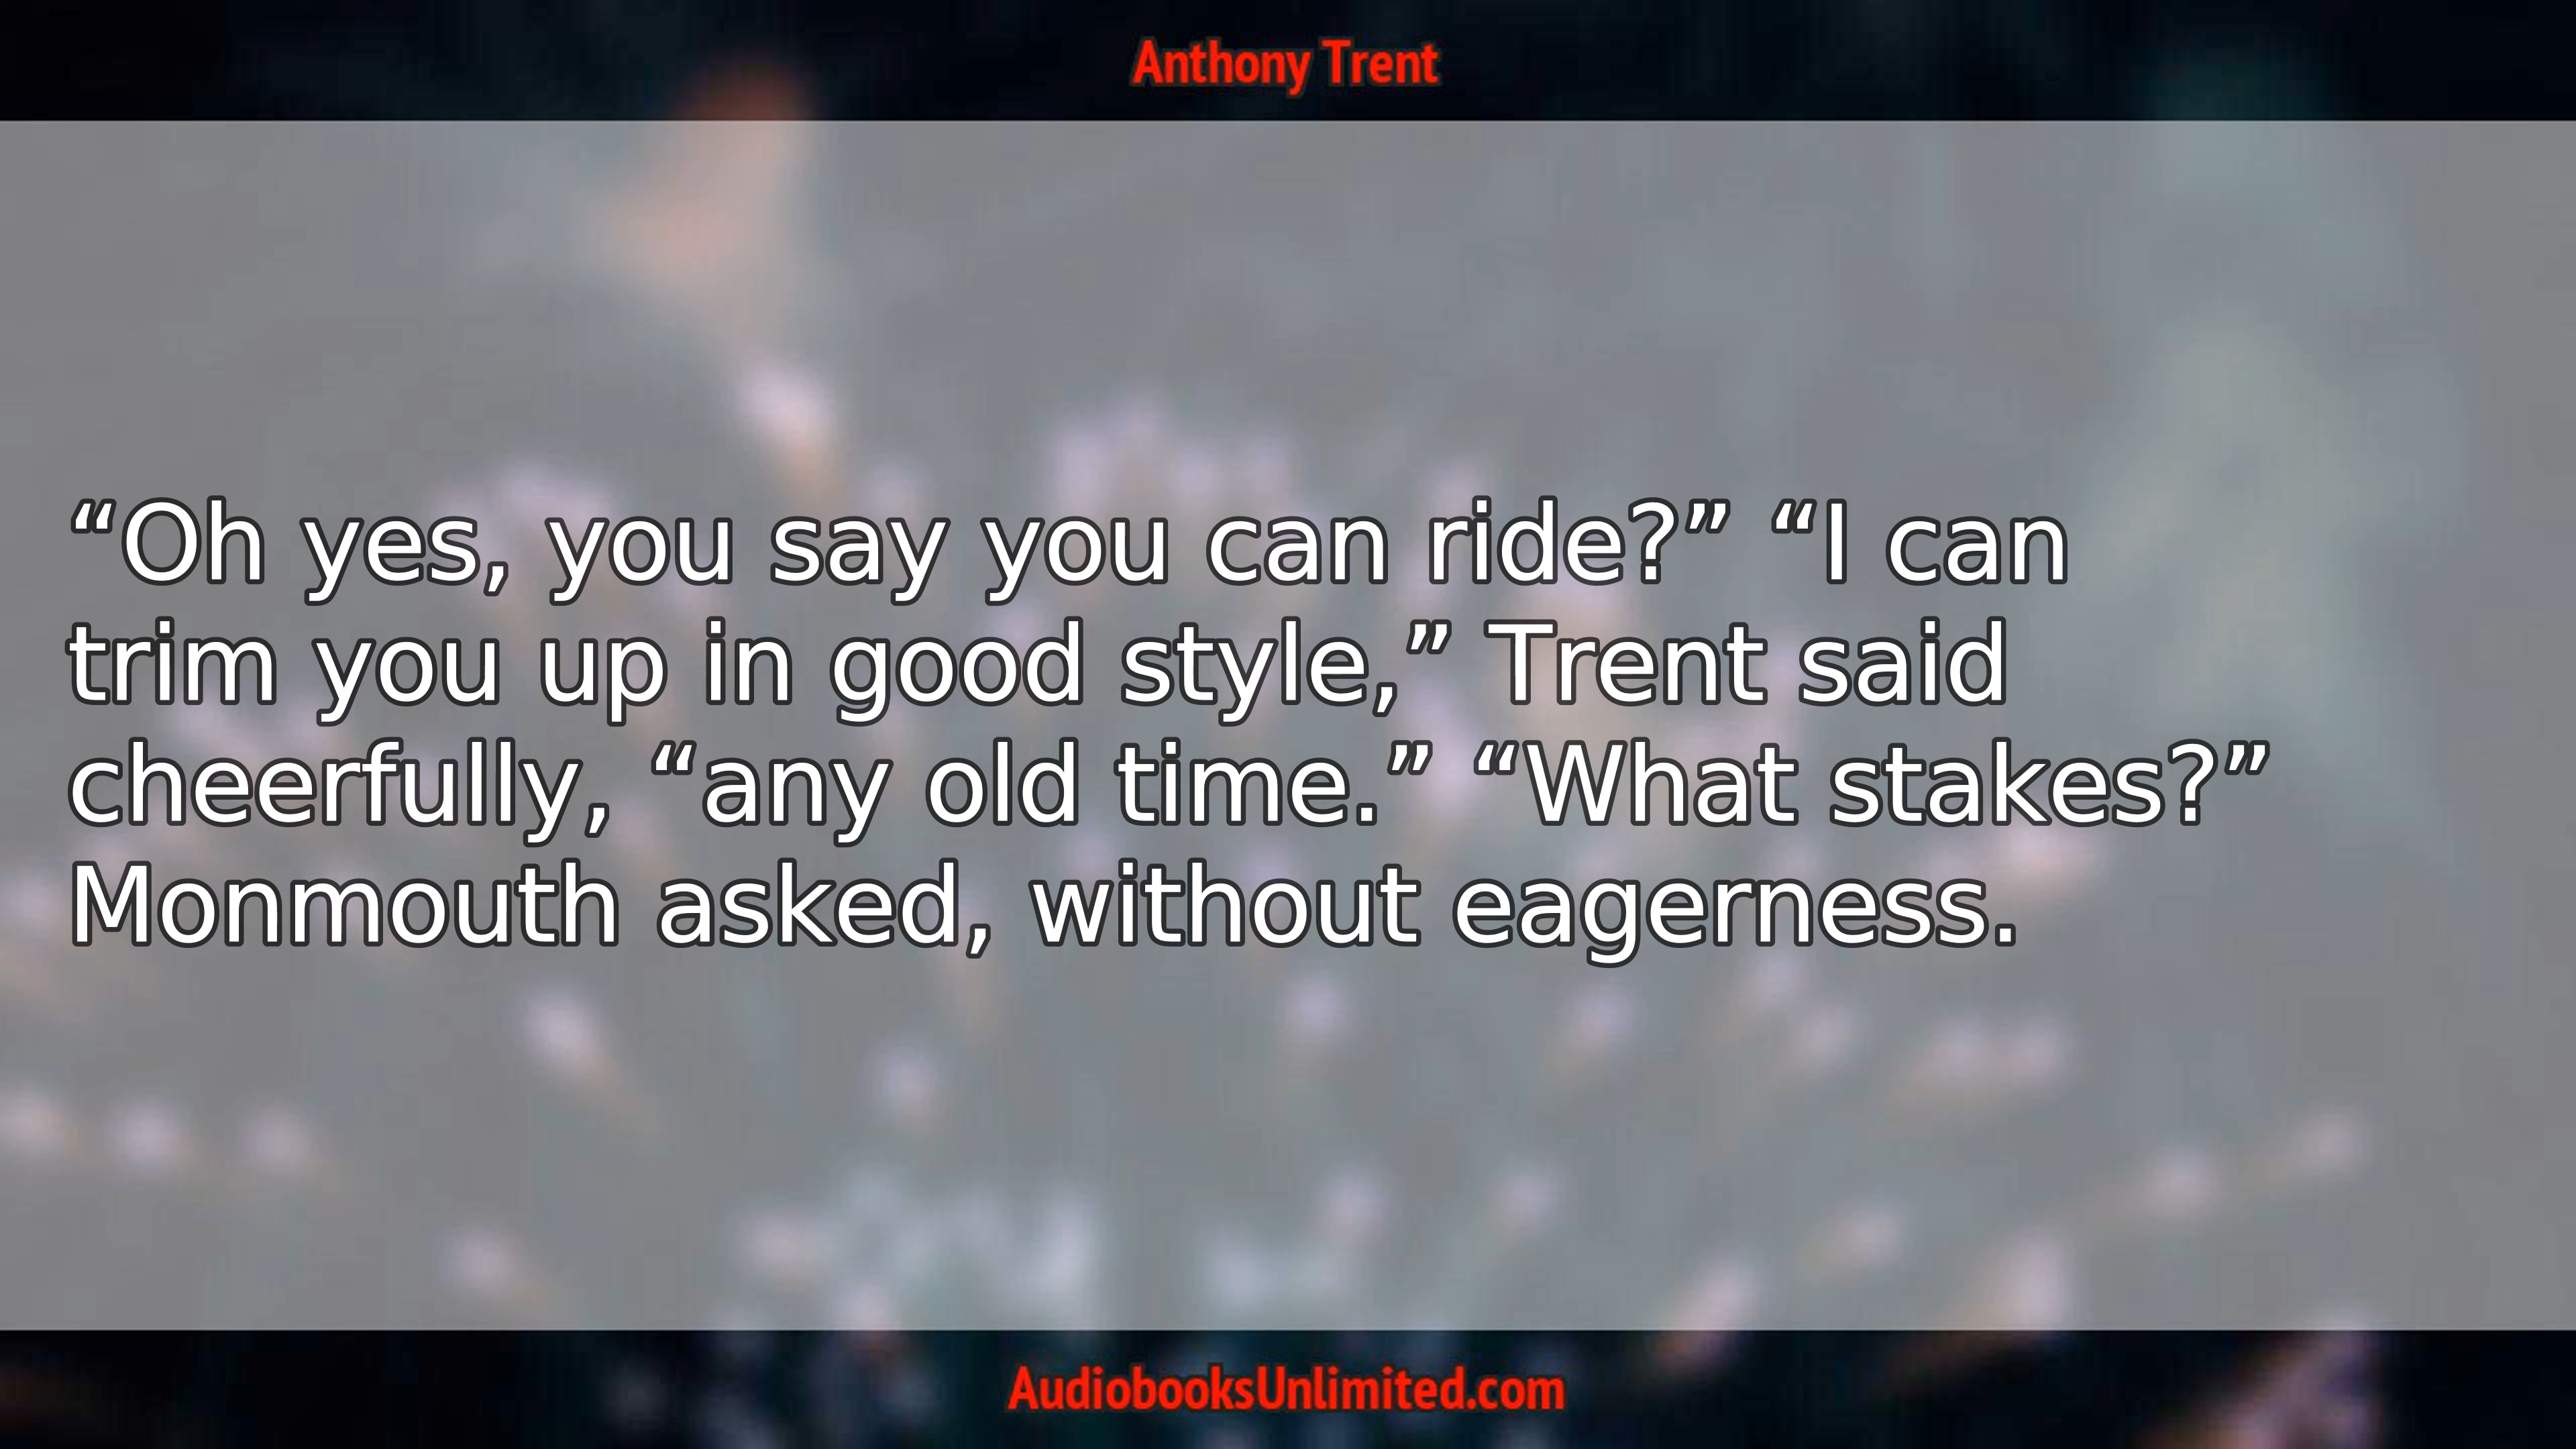 Anthony Trent
“Oh yes, you say you can ride?” “I can
trim you up in good style,” Trent said
cheerfully, “any old time.” “What stakes?”
Monmouth asked, without eagerness.
AudiobooksUnlimited.com